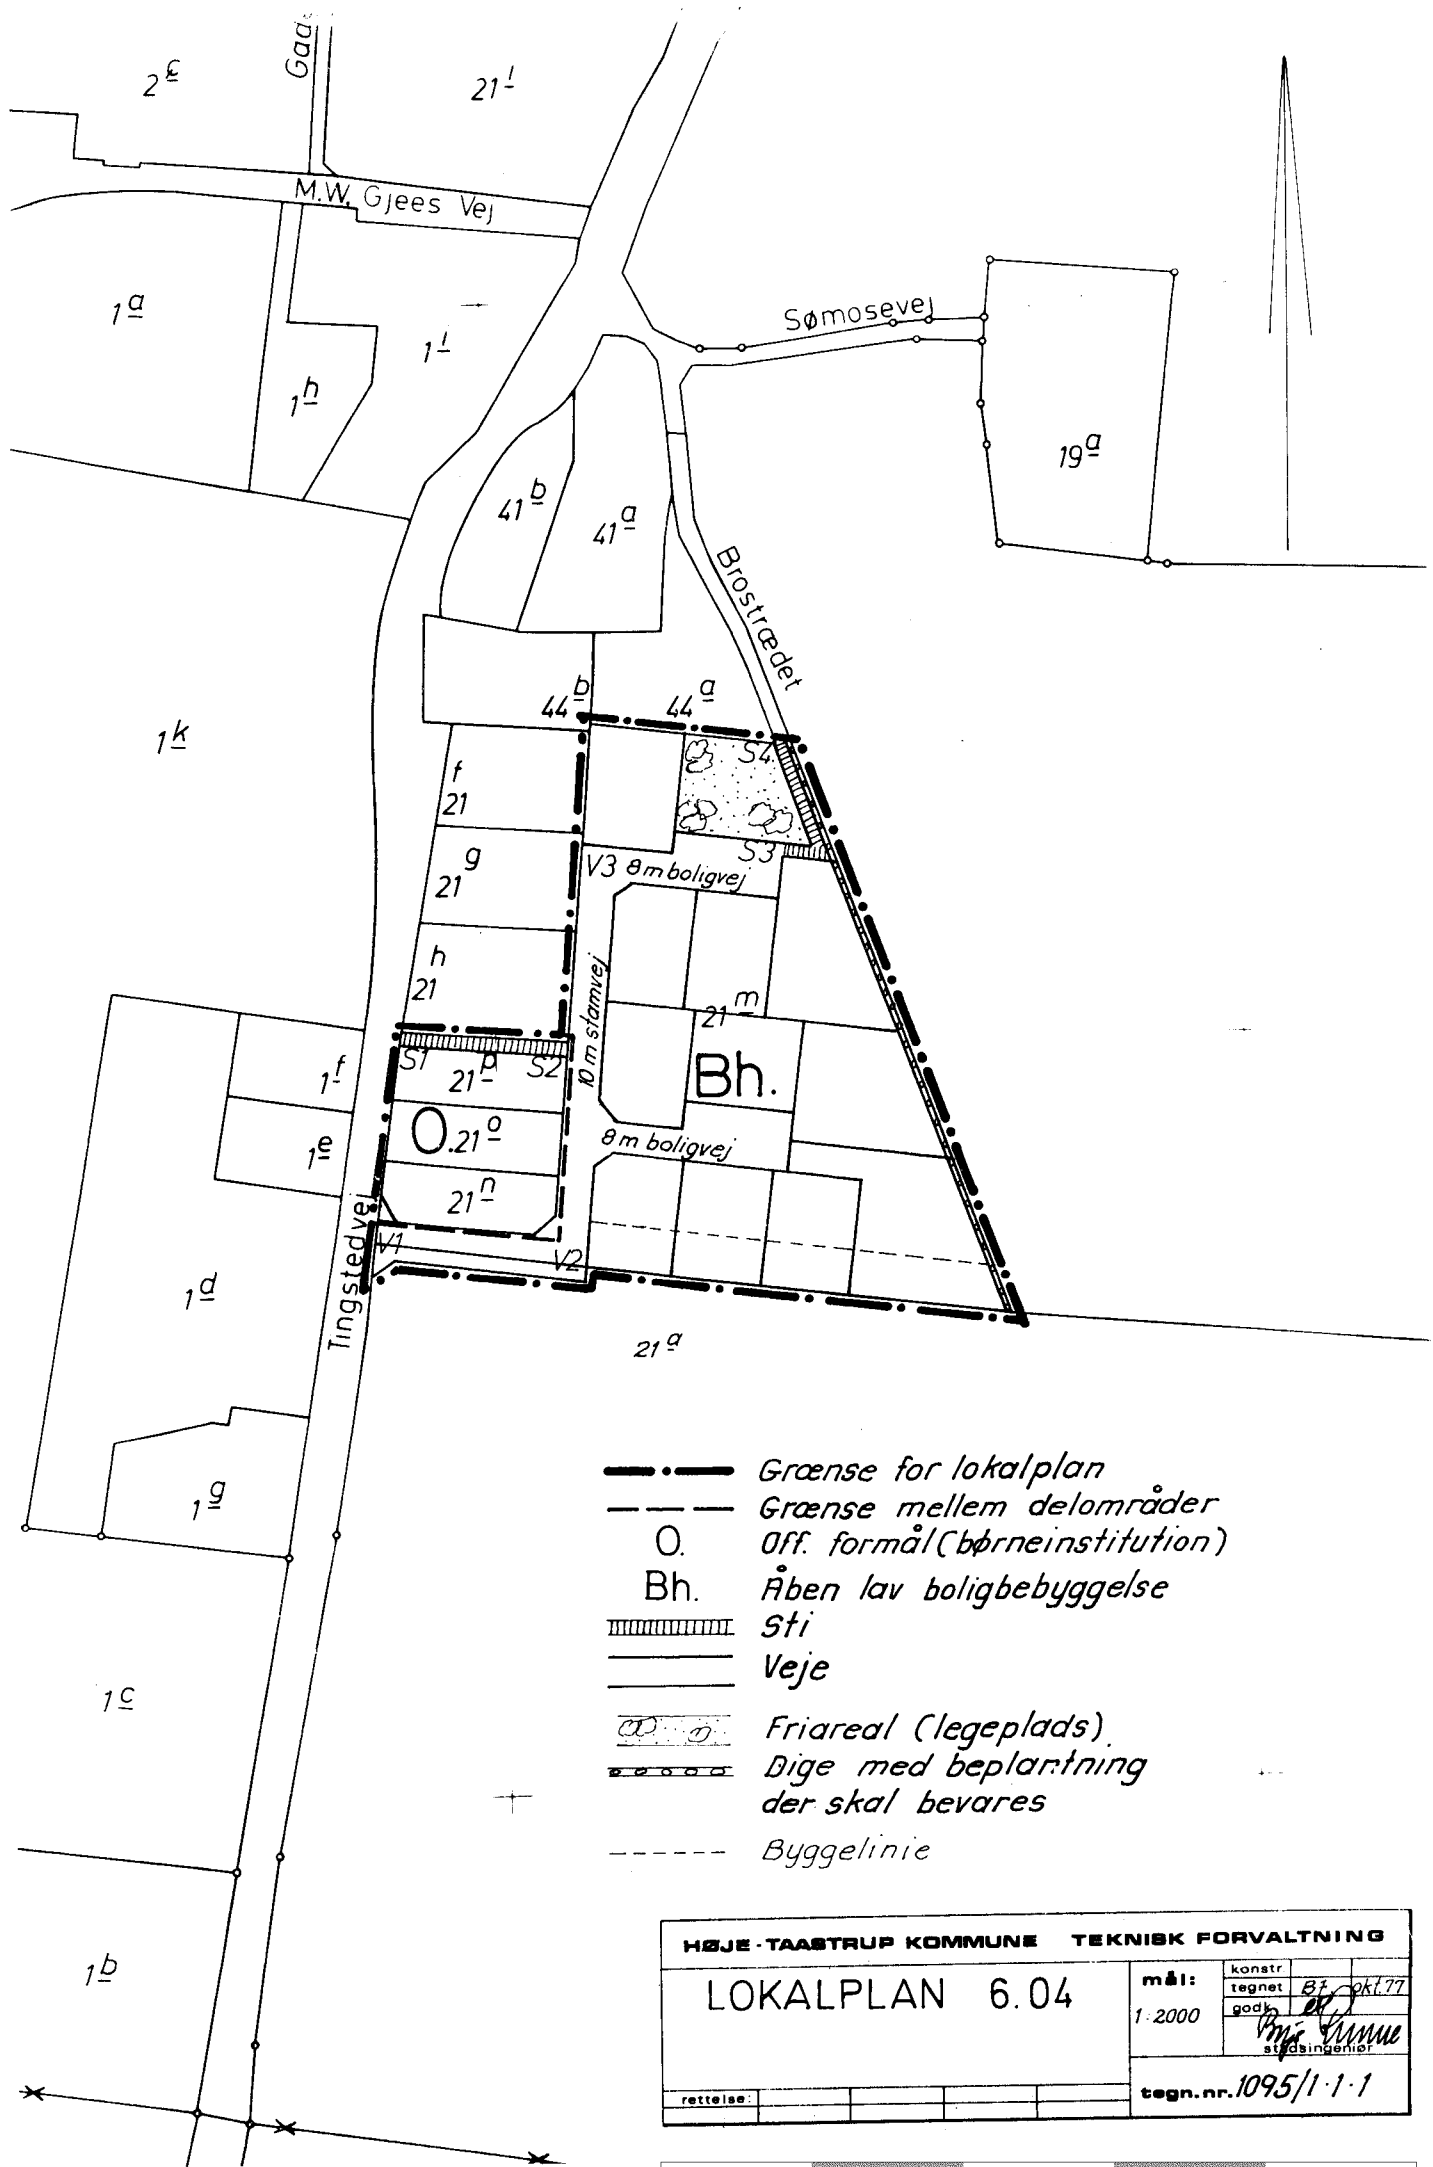 2c
21l
M.W. Gjees Vej
1a
1l
1h
Sømosevej
19a
41b
41a
Brostrædet
1k
44b
44a
f
21
S4
g
21
S3
V3 8m boligvej
h
21
10 m stamvej
21m
S1
S2
21p
Bh.
1f
O.
21o
8m boligvej
1e
21n
Tingstedvej
V1
V2
1d
21a
1g
Grænse for lokalplan
Grænse mellem delområder
O. Off. formål (børneinstitution)
Bh. Åben lav boligbebyggelse
Sti
Veje
1c
Friareal (legeplads)
Dige med beplantning
der skal bevares
Byggelinie
1b
HØJE-TAASTRUP KOMMUNE TEKNISK FORVALTNING
LOKALPLAN 6.04
mål:
1:2000
konstr.
tegnet okt. 77
godk.
stadsingeniør
rettelse:
tegn.nr. 1095/1·1·1